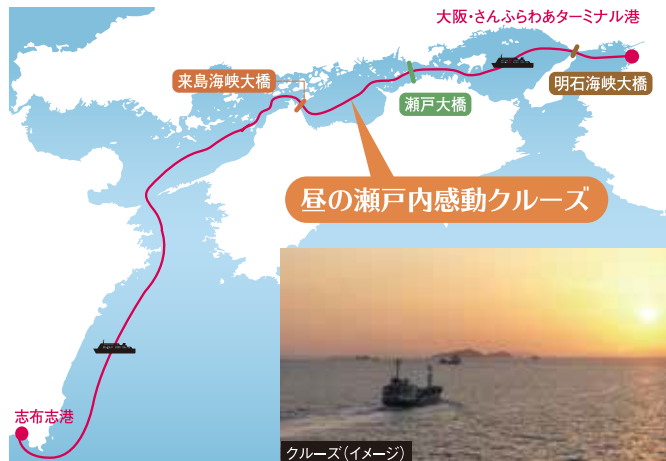 大阪・さんふらわあターミナル港
来島海峡大橋
瀬戸大橋
明石海峡大橋
昼の瀬戸内感動クルーズ
志布志港
クルーズ(イメージ)